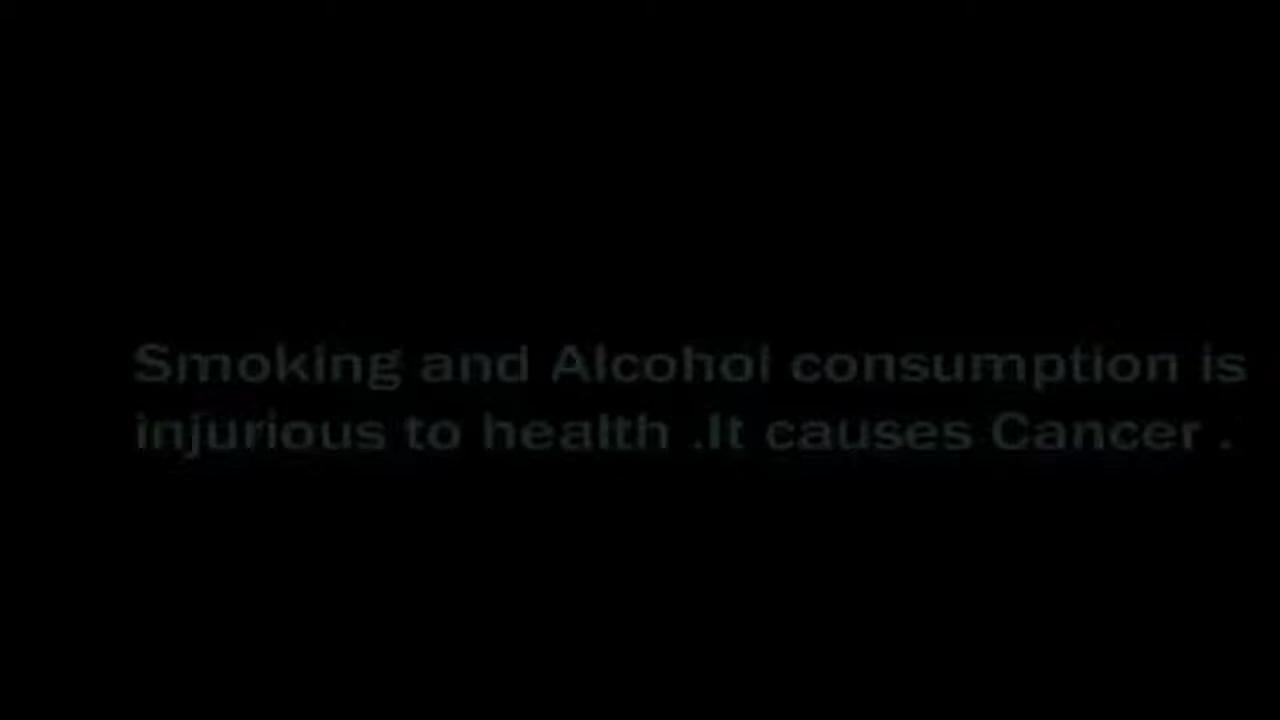 Smoking and Alcohol consumption is
injurious to health .It causes Cancer .